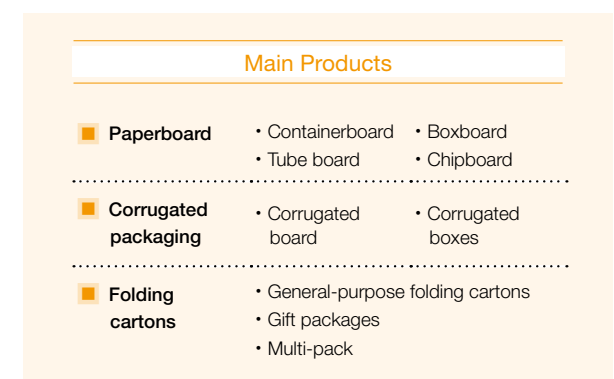 Main Products
Paperboard
・Containerboard ・Boxboard
・Tube board ・Chipboard
Corrugated packaging
・Corrugated board
・Corrugated boxes
Folding cartons
・General-purpose folding cartons
・Gift packages
・Multi-pack